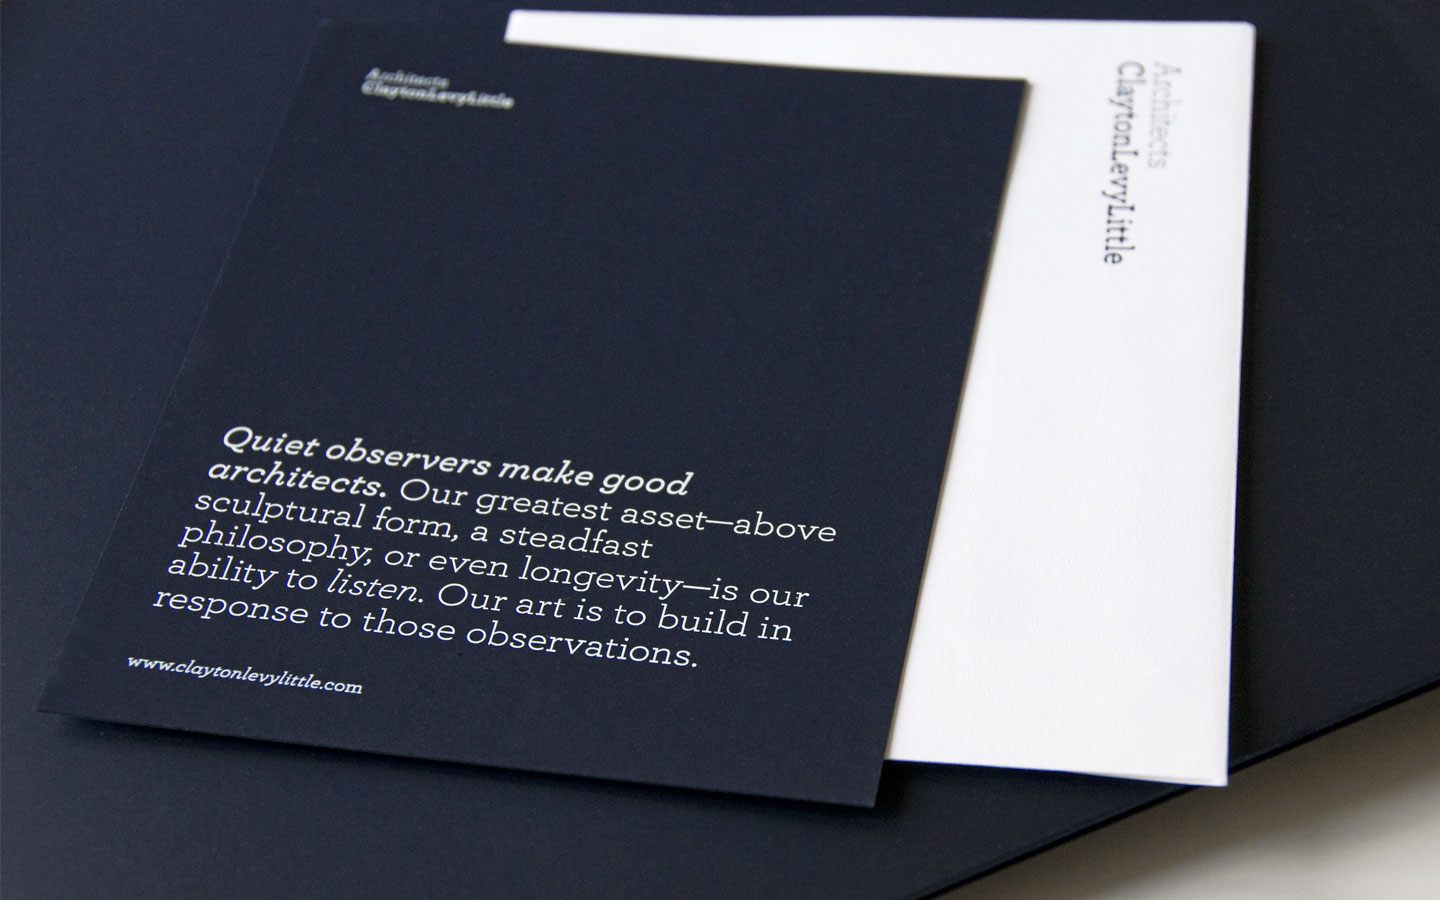 Architects
ClaytonLevyLittle
Quiet observers make good
architects. Our greatest asset—above
sculptural form, a steadfast
philosophy, or even longevity—is our
ability to listen. Our art is to build in
response to those observations.
www.claytonlevylittle.com
Architects
ClaytonLevyLittle